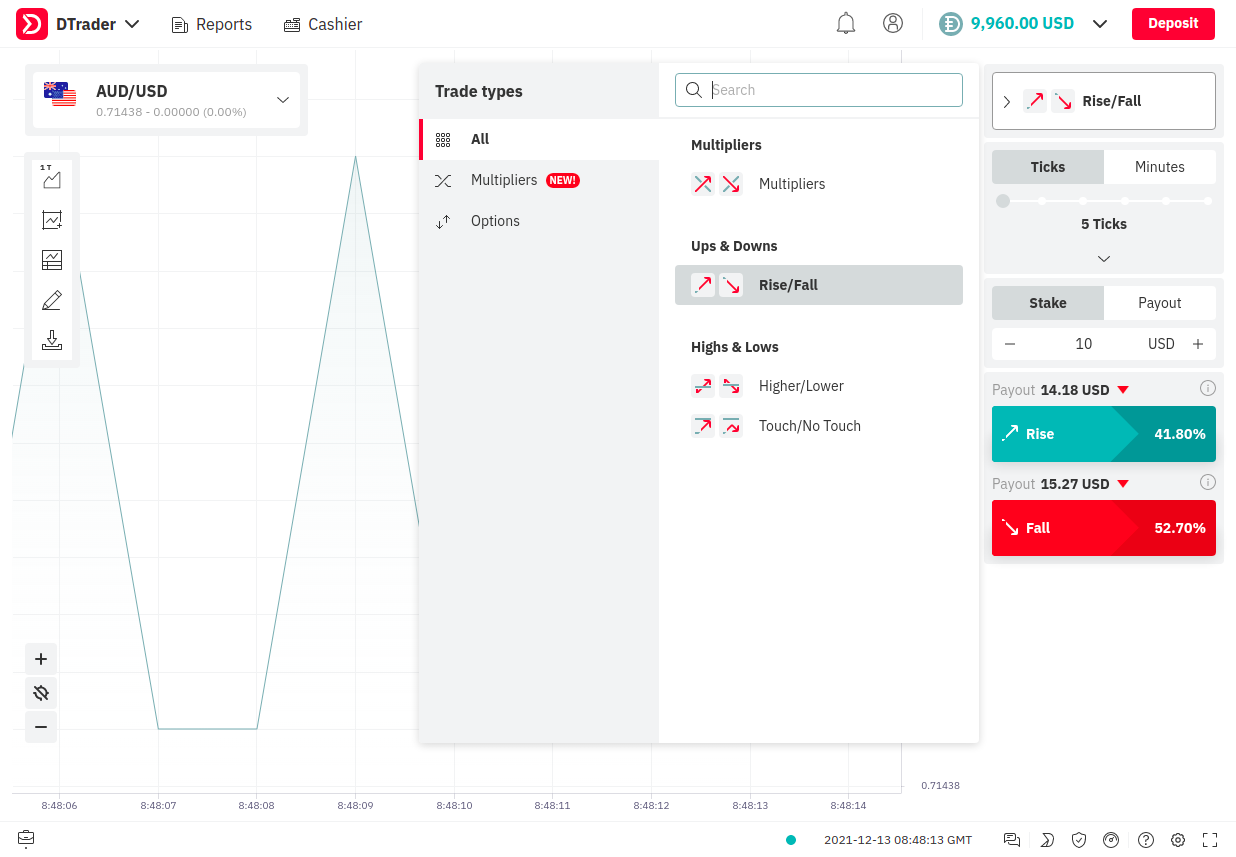 DTrader
Reports
Cashier
9,960.00 USD
Deposit
AUD/USD
0.71438 - 0.00000 (0.00%)
1 T
Trade types
All
Multipliers NEW!
Options
Search
Multipliers
Multipliers
Ups & Downs
Rise/Fall
Highs & Lows
Higher/Lower
Touch/No Touch
Rise/Fall
Ticks
Minutes
5 Ticks
Stake
Payout
10
USD
Payout 14.18 USD
Rise
41.80%
Payout 15.27 USD
Fall
52.70%
0.71438
8:48:06
8:48:07
8:48:08
8:48:09
8:48:10
8:48:11
8:48:12
8:48:13
8:48:14
2021-12-13 08:48:13 GMT